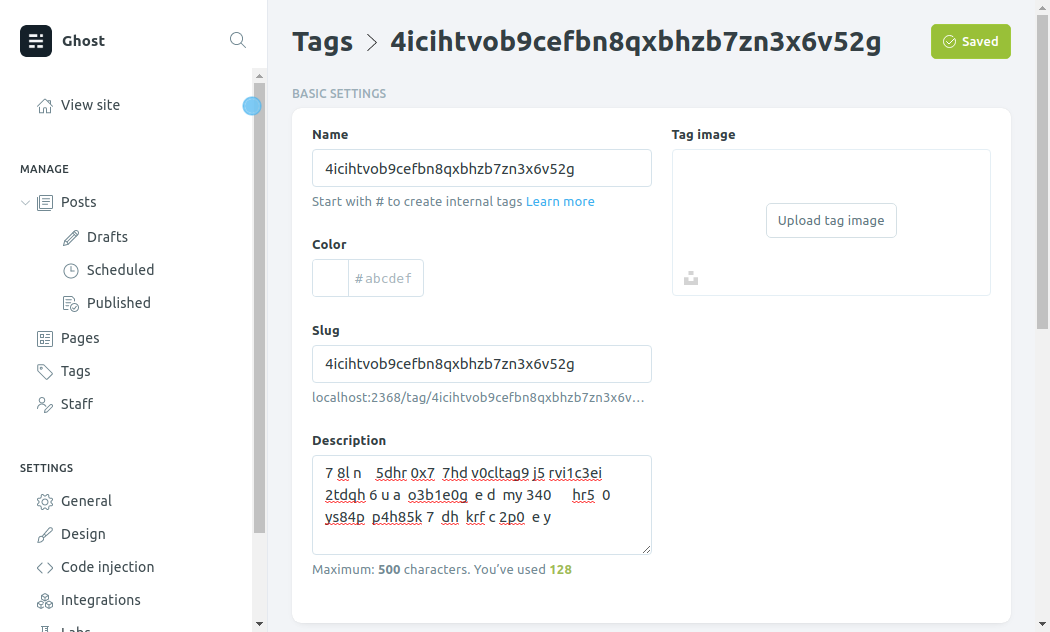 Ghost
View site
MANAGE
Posts
Drafts
Scheduled
Published
Pages
Tags
Staff
SETTINGS
General
Design
Code injection
Integrations
Labs
Tags > 4icihtvob9cefbn8qxbhzb7zn3x6v52g
Saved
BASIC SETTINGS
Name
4icihtvob9cefbn8qxbhzb7zn3x6v52g
Start with # to create internal tags Learn more
Color
#abcdef
Slug
4icihtvob9cefbn8qxbhzb7zn3x6v52g
localhost:2368/tag/4icihtvob9cefbn8qxbhzb7zn3x6v...
Description
7 8l n 5dhr 0x7 7hd v0cltag9 j5 rvi1c3ei
2tdgh 6 u a o3b1e0g e d my 340 hr5 0
ys84p p4h85k 7 dh krf c 2p0 e y
Maximum: 500 characters. You've used 128
Tag image
Upload tag image